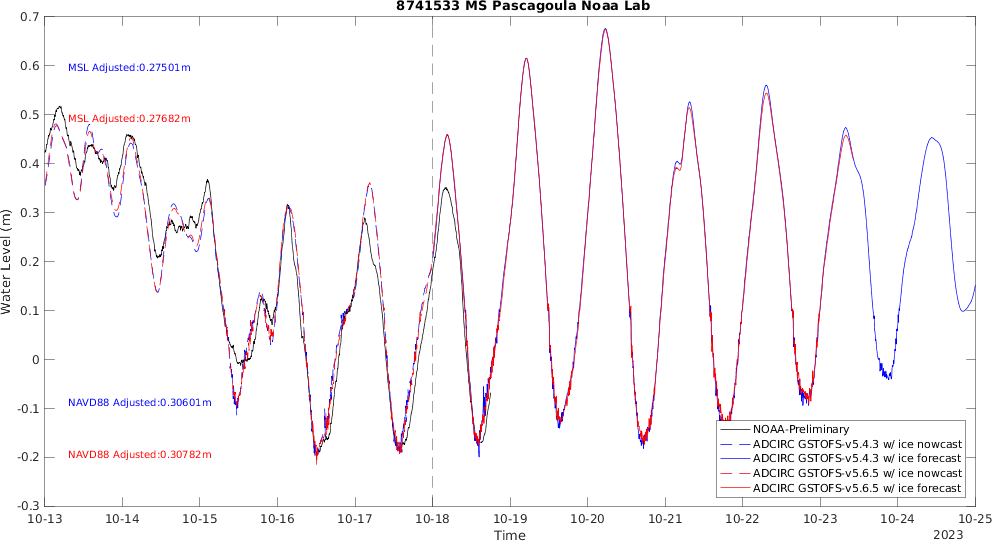 8741533 MS Pascagoula Noaa Lab
0.7
0.6
0.5
0.4
0.3
0.2
0.1
0
-0.1
-0.2
-0.3
Water Level (m)
MSL Adjusted:0.27501m
MSL Adjusted:0.27682m
NAVD88 Adjusted:0.30601m
NAVD88 Adjusted:0.30782m
NOAA-Preliminary
ADCIRC GSTOFS-v5.4.3 w/ ice nowcast
ADCIRC GSTOFS-v5.4.3 w/ ice forecast
ADCIRC GSTOFS-v5.6.5 w/ ice nowcast
ADCIRC GSTOFS-v5.6.5 w/ ice forecast
10-13 10-14 10-15 10-16 10-17 10-18 10-19 10-20 10-21 10-22 10-23 10-24 10-25
Time
2023